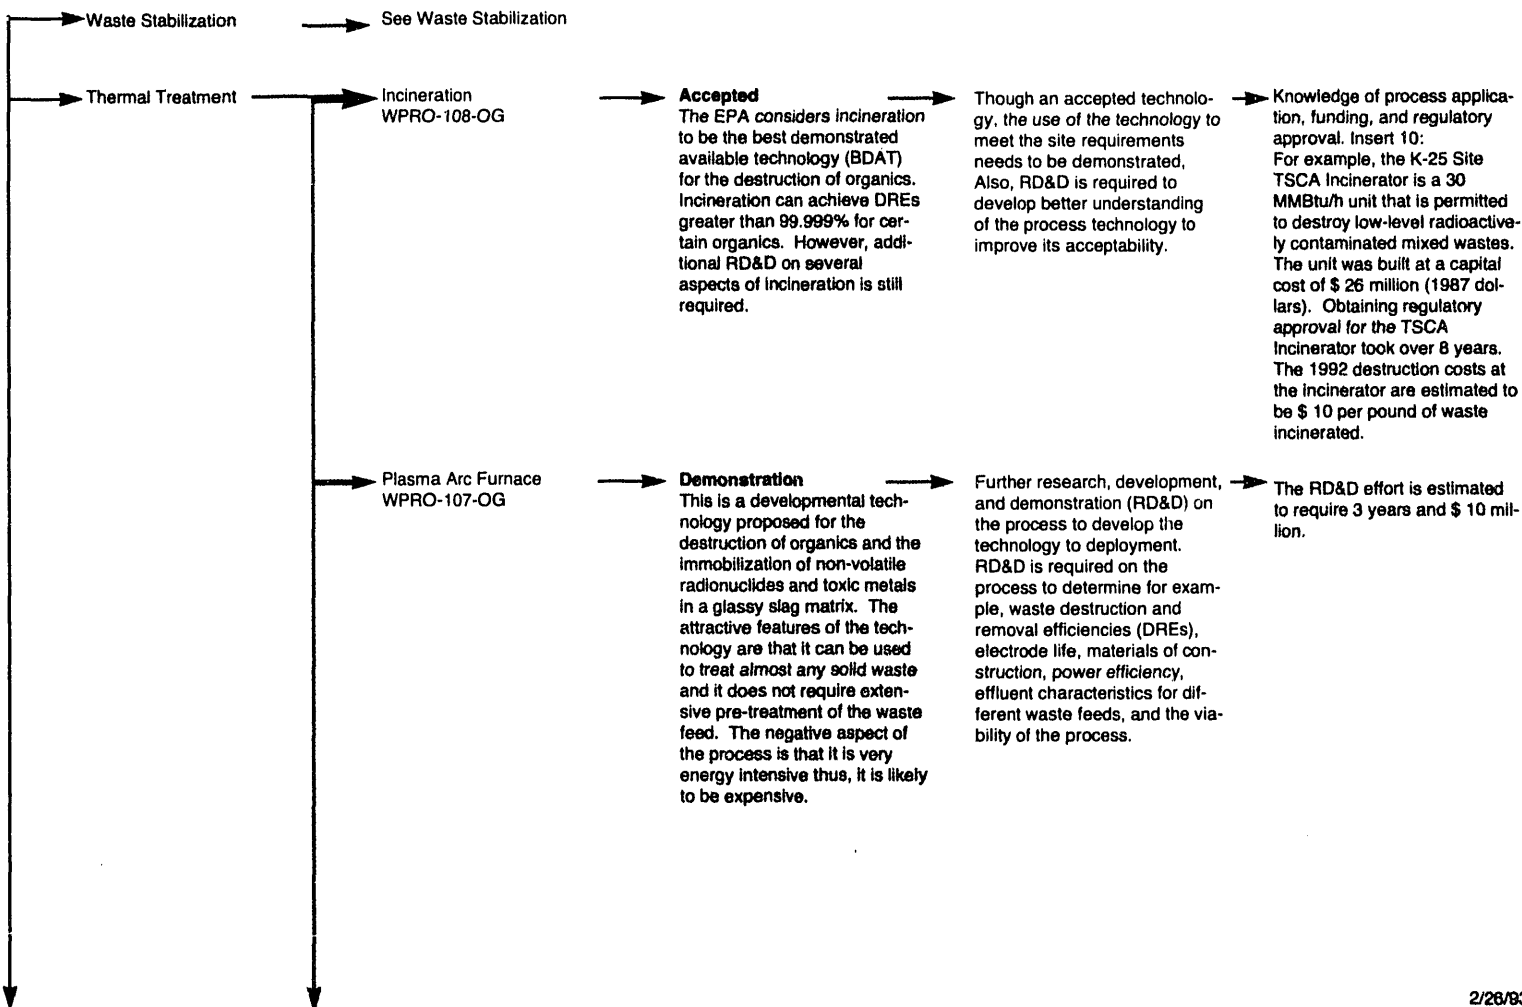 Waste Stabilization
See Waste Stabilization
Thermal Treatment
Incineration
WPRO-108-OG
Accepted
The EPA considers incineration
to be the best demonstrated
available technology (BDAT)
for the destruction of organics.
Incineration can achieve DREs
greater than 99.999% for cer-
tain organics. However, addi-
tional RD&D on several
aspects of incineration is still
required.
Though an accepted technolo-
gy, the use of the technology to
meet the site requirements
needs to be demonstrated,
Also, RD&D is required to
develop better understanding
of the process technology to
improve its acceptability.
Knowledge of process applica-
tion, funding, and regulatory
approval. Insert 10:
For example, the K-25 Site
TSCA Incinerator is a 30
MMBtu/h unit that is permitted
to destroy low-level radioactive-
ly contaminated mixed wastes.
The unit was built at a capital
cost of $ 26 million (1987 dol-
lars). Obtaining regulatory
approval for the TSCA
Incinerator took over 8 years.
The 1992 destruction costs at
the incinerator are estimated to
be $ 10 per pound of waste
incinerated.
Plasma Arc Furnace
WPRO-107-OG
Demonstration
This is a developmental tech-
nology proposed for the
destruction of organics and the
immobilization of non-volatile
radionuclides and toxic metals
in a glassy slag matrix. The
attractive features of the tech-
nology are that it can be used
to treat almost any solid waste
and it does not require exten-
sive pre-treatment of the waste
feed. The negative aspect of
the process is that it is very
energy intensive thus, it is likely
to be expensive.
Further research, development,
and demonstration (RD&D) on
the process to develop the
technology to deployment.
RD&D is required on the
process to determine for exam-
ple, waste destruction and
removal efficiencies (DREs),
electrode life, materials of con-
struction, power efficiency,
effluent characteristics for dif-
ferent waste feeds, and the via-
bility of the process.
The RD&D effort is estimated
to require 3 years and $ 10 mil-
lion.
2/26/93